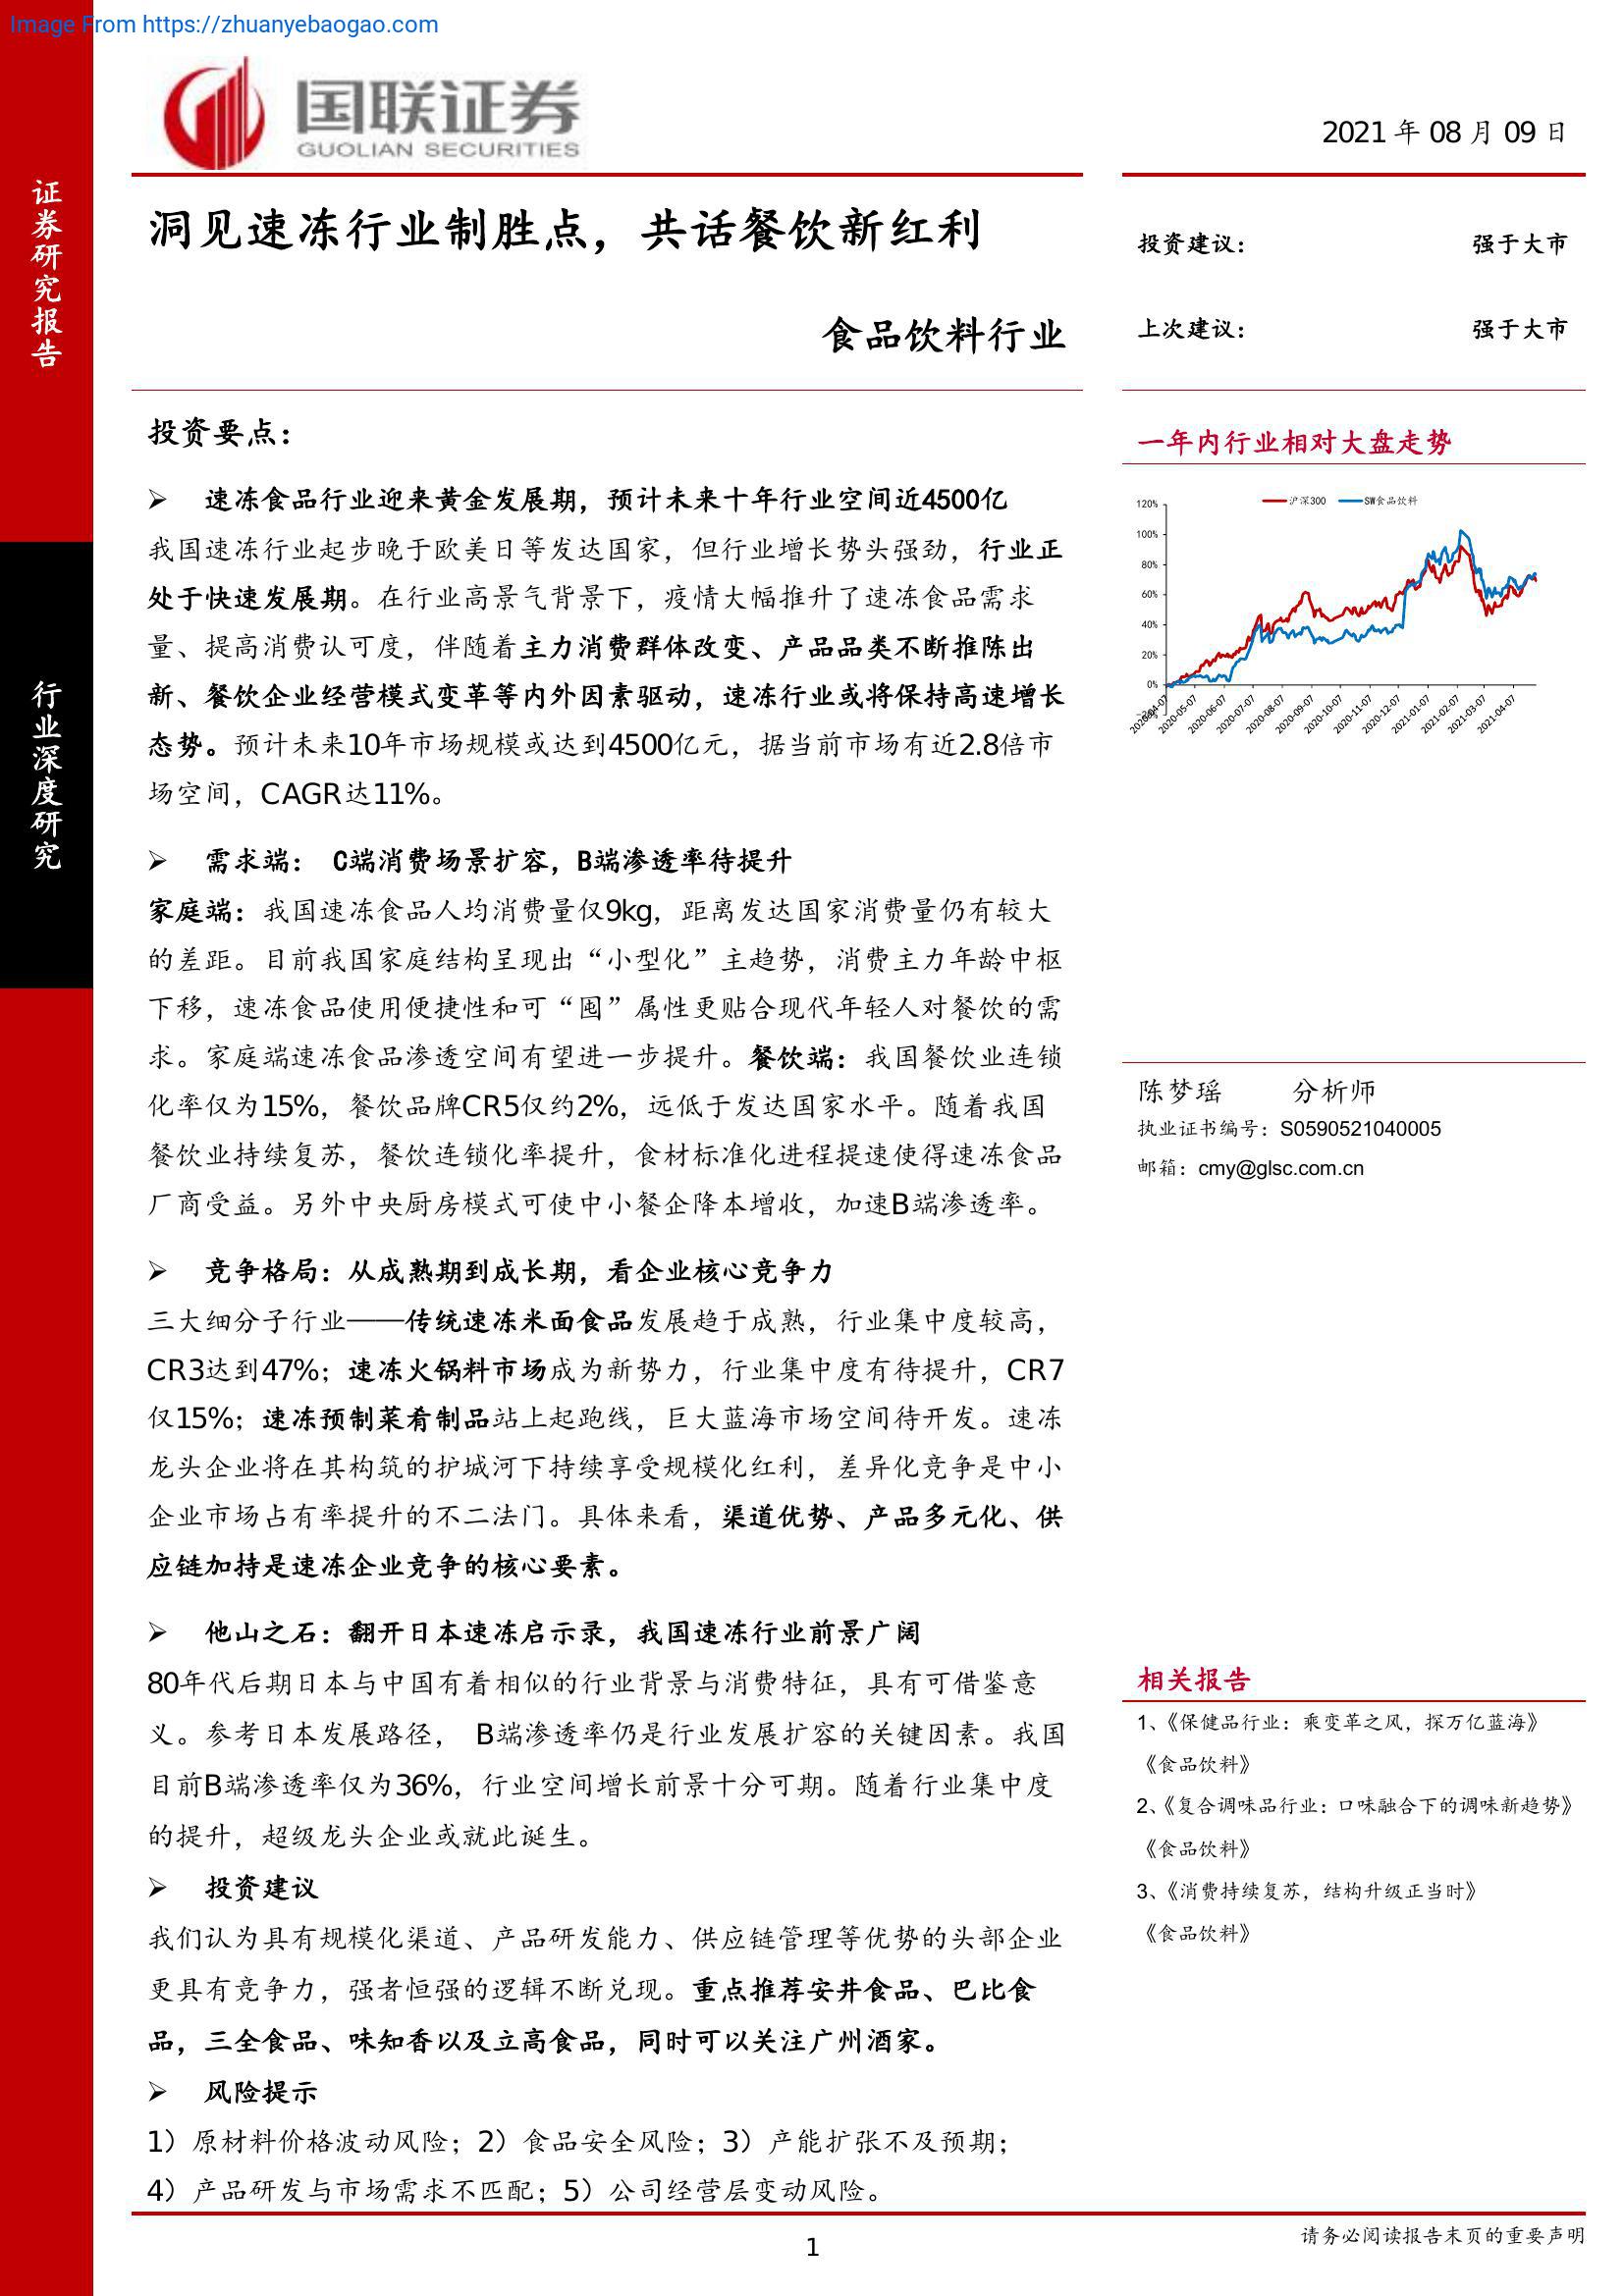 Image From https://zhuanyebaogao.com
证券研究报告
行业深度研究
国联证券
GUOLIAN SECURITIES
2021 年 08 月 09 日
洞见速冻行业制胜点，共话餐饮新红利
食品饮料行业
投资建议： 强于大市
上次建议： 强于大市
投资要点：
➢ 速冻食品行业迎来黄金发展期，预计未来十年行业空间近4500亿
我国速冻行业起步晚于欧美日等发达国家，但行业增长势头强劲，行业正
处于快速发展期。在行业高景气背景下，疫情大幅推升了速冻食品需求
量、提高消费认可度，伴随着主力消费群体改变、产品品类不断推陈出
新、餐饮企业经营模式变革等内外因素驱动，速冻行业或将保持高速增长
态势。预计未来10年市场规模或达到4500亿元，据当前市场有近2.8倍市
场空间，CAGR达11%。
➢ 需求端： C端消费场景扩容，B端渗透率待提升
家庭端：我国速冻食品人均消费量仅9kg，距离发达国家消费量仍有较大
的差距。目前我国家庭结构呈现出“小型化”主趋势，消费主力年龄中枢
下移，速冻食品使用便捷性和可“囤”属性更贴合现代年轻人对餐饮的需
求。家庭端速冻食品渗透空间有望进一步提升。餐饮端：我国餐饮业连锁
化率仅为15%，餐饮品牌CR5仅约2%，远低于发达国家水平。随着我国
餐饮业持续复苏，餐饮连锁化率提升，食材标准化进程提速使得速冻食品
厂商受益。另外中央厨房模式可使中小餐企降本增收，加速B端渗透率。
➢ 竞争格局：从成熟期到成长期，看企业核心竞争力
三大细分子行业——传统速冻米面食品发展趋于成熟，行业集中度较高，
CR3达到47%；速冻火锅料市场成为新势力，行业集中度有待提升，CR7
仅15%；速冻预制菜肴制品站上起跑线，巨大蓝海市场空间待开发。速冻
龙头企业将在其构筑的护城河下持续享受规模化红利，差异化竞争是中小
企业市场占有率提升的不二法门。具体来看，渠道优势、产品多元化、供
应链加持是速冻企业竞争的核心要素。
➢ 他山之石：翻开日本速冻启示录，我国速冻行业前景广阔
80年代后期日本与中国有着相似的行业背景与消费特征，具有可借鉴意
义。参考日本发展路径， B端渗透率仍是行业发展扩容的关键因素。我国
目前B端渗透率仅为36%，行业空间增长前景十分可期。随着行业集中度
的提升，超级龙头企业或就此诞生。
➢ 投资建议
我们认为具有规模化渠道、产品研发能力、供应链管理等优势的头部企业
更具有竞争力，强者恒强的逻辑不断兑现。重点推荐安井食品、巴比食
品，三全食品、味知香以及立高食品，同时可以关注广州酒家。
➢ 风险提示
1）原材料价格波动风险；2）食品安全风险；3）产能扩张不及预期；
4）产品研发与市场需求不匹配；5）公司经营层变动风险。
一年内行业相对大盘走势
沪深300 SW食品饮料
120%
100%
80%
60%
40%
20%
0%
-20%
2020-04-07
2020-05-07
2020-06-07
2020-07-07
2020-08-07
2020-09-07
2020-10-07
2020-11-07
2020-12-07
2021-01-07
2021-02-07
2021-03-07
2021-04-07
陈梦瑶 分析师
执业证书编号：S0590521040005
邮箱：cmy@glsc.com.cn
相关报告
1、《保健品行业：乘变革之风，探万亿蓝海》
《食品饮料》
2、《复合调味品行业：口味融合下的调味新趋势》
《食品饮料》
3、《消费持续复苏，结构升级正当时》
《食品饮料》
1
请务必阅读报告末页的重要声明